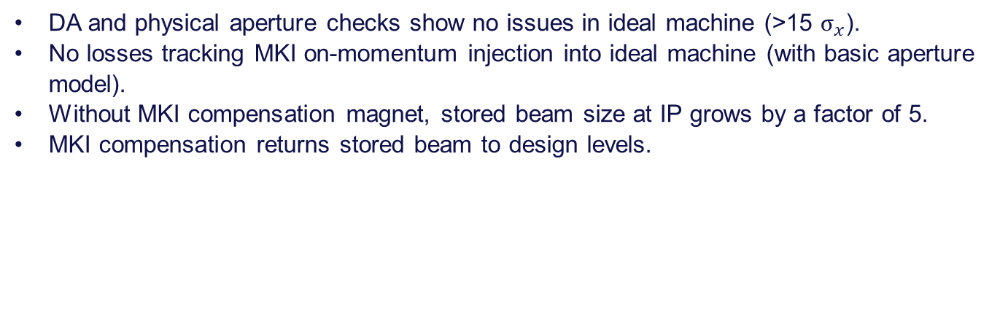 • DA and physical aperture checks show no issues in ideal machine (>15 σₓ).
• No losses tracking MKI on-momentum injection into ideal machine (with basic aperture
model).
• Without MKI compensation magnet, stored beam size at IP grows by a factor of 5.
• MKI compensation returns stored beam to design levels.